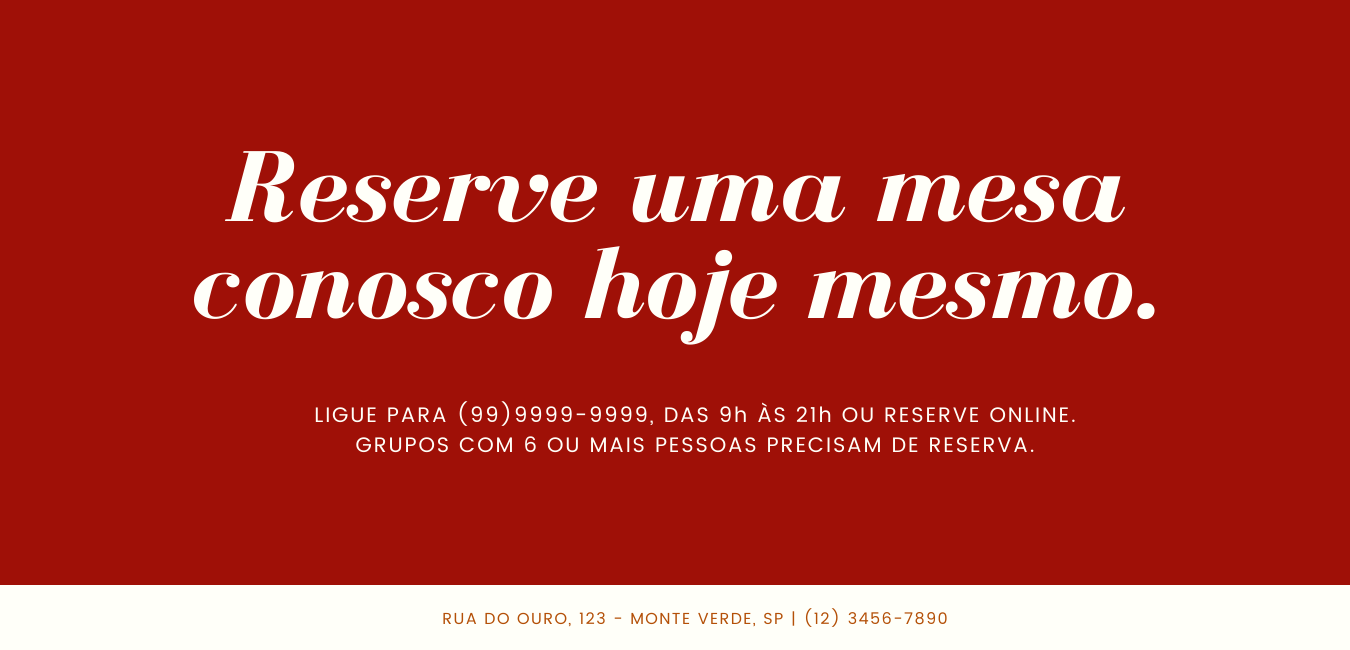 Reserve uma mesa
conosco hoje mesmo.
LIGUE PARA (99)9999-9999, DAS 9h ÀS 21h OU RESERVE ONLINE.
GRUPOS COM 6 OU MAIS PESSOAS PRECISAM DE RESERVA.
RUA DO OURO, 123 - MONTE VERDE, SP | (12) 3456-7890